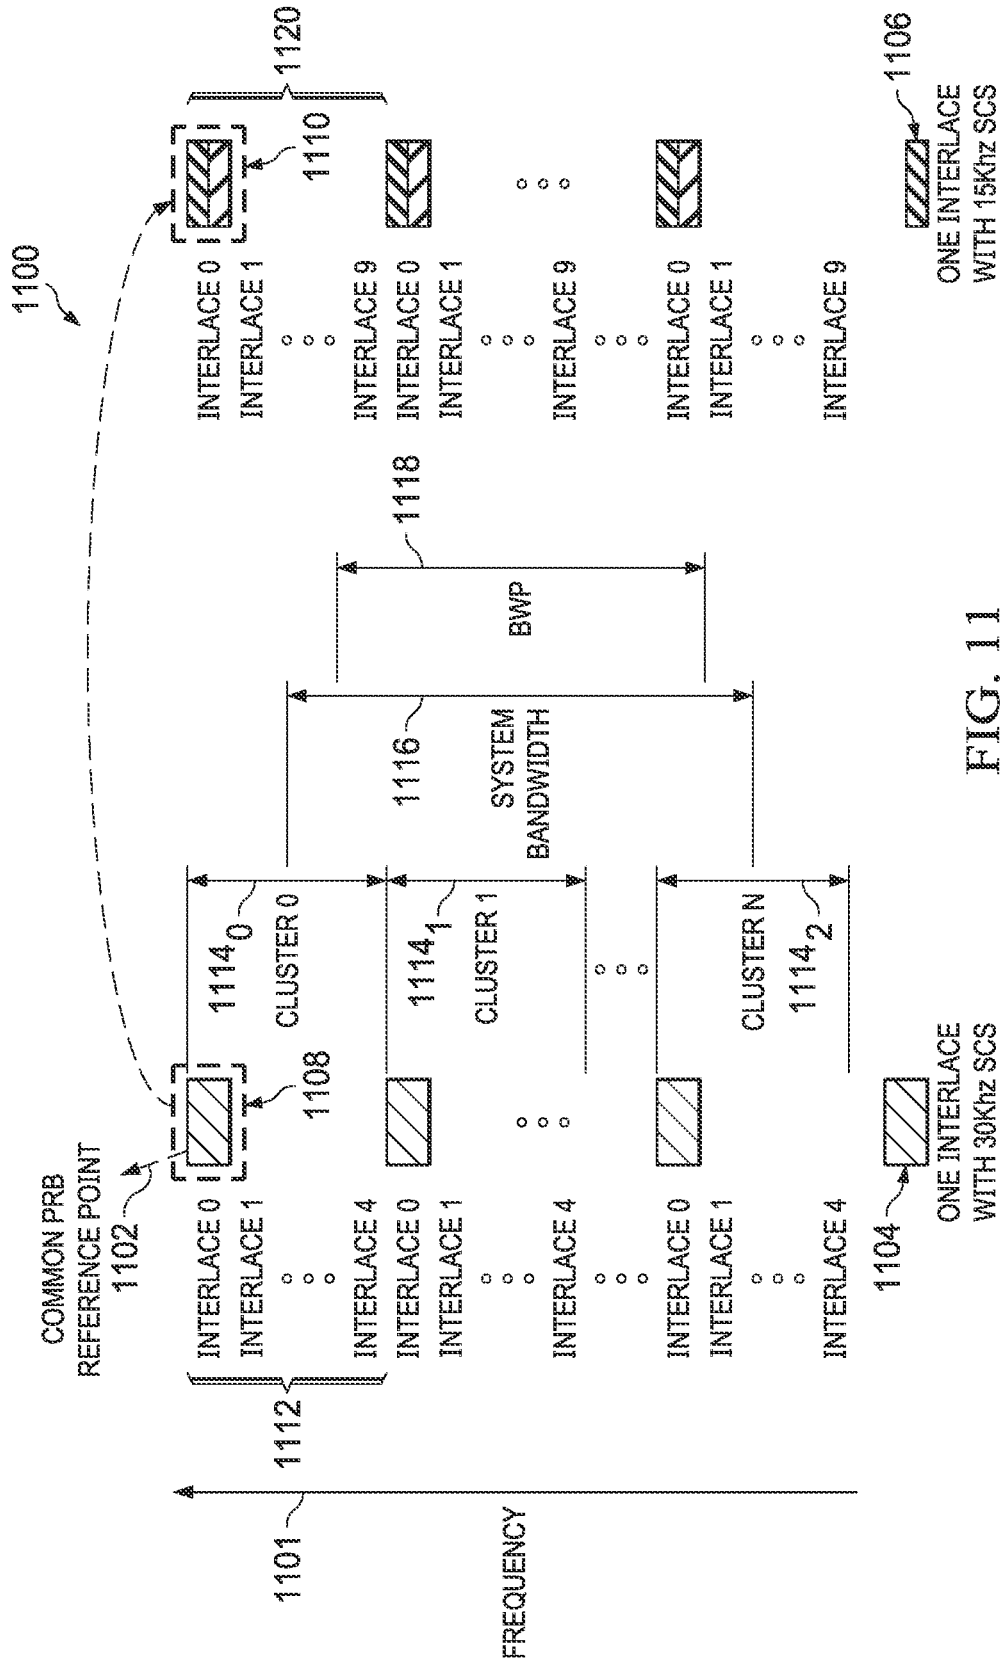 1100
COMMON PRB
REFERENCE POINT
1102
FREQUENCY
1101
1112
INTERLACE 0
INTERLACE 1
INTERLACE 4
INTERLACE 0
INTERLACE 1
INTERLACE 4
INTERLACE 0
INTERLACE 1
INTERLACE 4
1108
1104
ONE INTERLACE
WITH 30Khz SCS
1114 0
CLUSTER 0
1114 1
CLUSTER 1
CLUSTER N
1114 2
1116
SYSTEM
BANDWIDTH
1118
BWP
INTERLACE 0
INTERLACE 1
INTERLACE 9
INTERLACE 0
INTERLACE 1
INTERLACE 9
INTERLACE 0
INTERLACE 1
INTERLACE 9
1110
1120
1106
ONE INTERLACE
WITH 15Khz SCS
FIG. 11